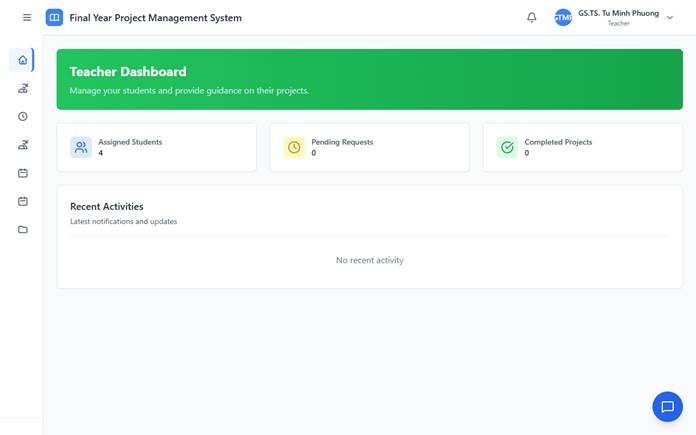 Final Year Project Management System
GTMP
GS.TS. Tu Minh Phuong
Teacher
Teacher Dashboard
Manage your students and provide guidance on their projects.
Assigned Students
4
Pending Requests
0
Completed Projects
0
Recent Activities
Latest notifications and updates
No recent activity